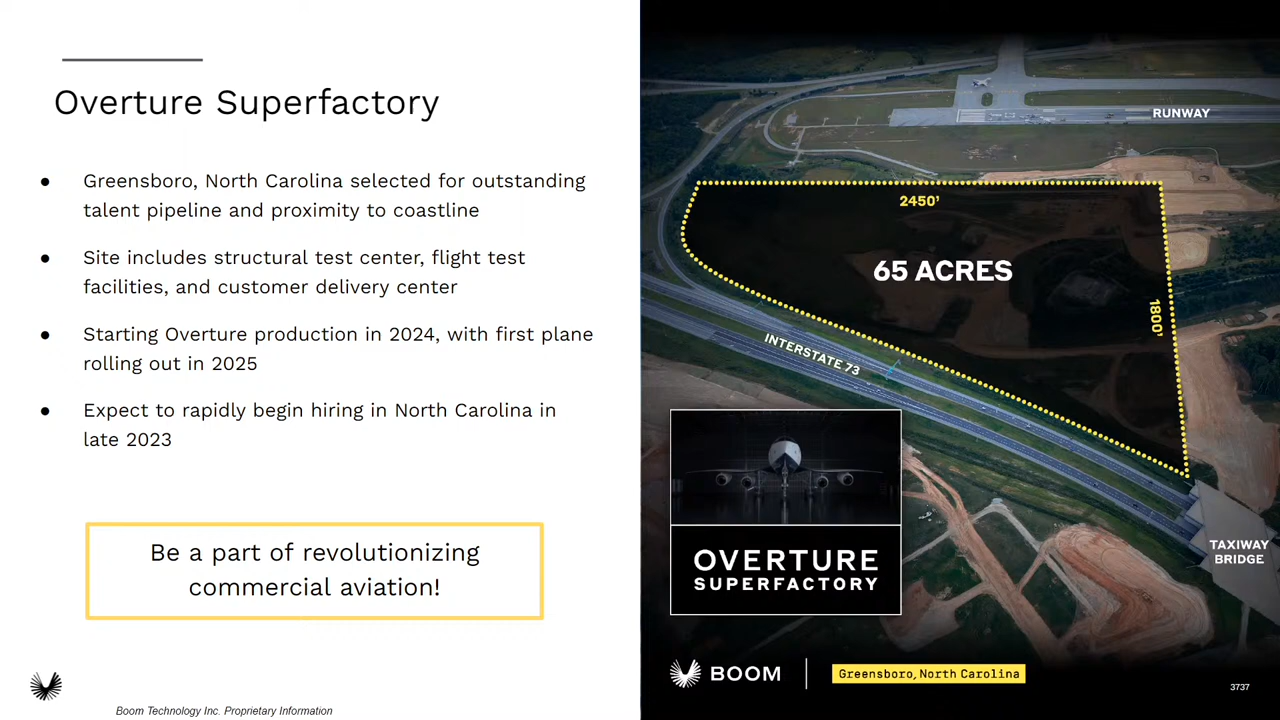 Overture Superfactory
● Greensboro, North Carolina selected for outstanding
talent pipeline and proximity to coastline
● Site includes structural test center, flight test
facilities, and customer delivery center
● Starting Overture production in 2024, with first plane
rolling out in 2025
● Expect to rapidly begin hiring in North Carolina in
late 2023
Be a part of revolutionizing
commercial aviation!
Boom Technology Inc. Proprietary Information
RUNWAY
2450’
65 ACRES
1800’
INTERSTATE 73
TAXIWAY
BRIDGE
OVERTURE
SUPERFACTORY
BOOM
Greensboro, North Carolina
3737